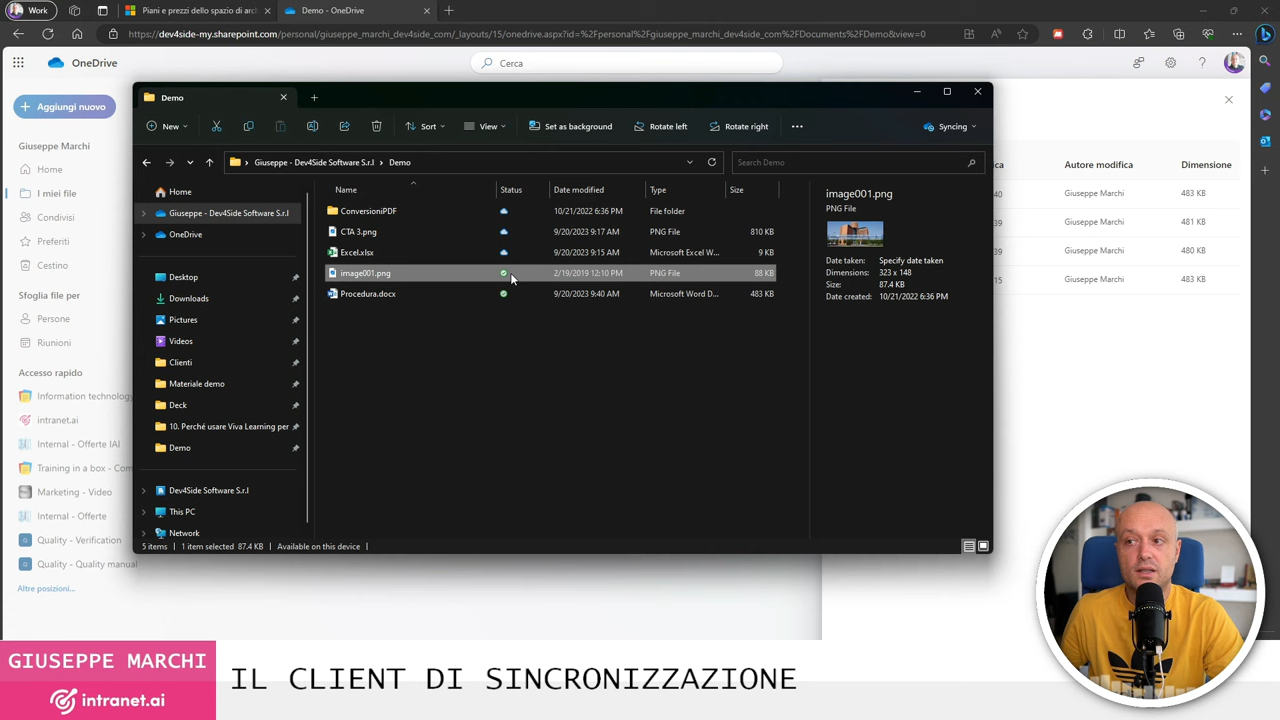 Work
Piani e prezzi dello spazio di arc
Demo - OneDrive
https://dev4side-my.sharepoint.com/personal/giuseppe_marchi_dev4side_com/_layouts/15/onedrive.aspx?id=%2Fpersonal%2Fgiuseppe_marchi_dev4side_com%2FDocuments%2FDemo&view=0
OneDrive
Cerca
Aggiungi nuovo
Giuseppe Marchi
Home
I miei file
Condivisi
Preferiti
Cestino
Sfoglia file per
Persone
Riunioni
Accesso rapido
Information technology
intranet.ai
Internal - Offerte IAI
Training in a box - Com
Marketing - Video
Internal - Offerte
Quality - Verification
Quality - Quality manual
Altre posizioni...
Demo
New
Sort
View
Set as background
Rotate left
Rotate right
Syncing
Giuseppe - Dev4Side Software S.r.l
Demo
Search Demo
Home
Giuseppe - Dev4Side Software S.r.l
OneDrive
Desktop
Downloads
Pictures
Videos
Clienti
Materiale demo
Deck
10. Perché usare Viva Learning per
Demo
Dev4Side Software S.r.l
This PC
Network
Name Status Date modified Type Size
ConversioniPDF 10/21/2022 6:36 PM File folder
CTA 3.png 9/20/2023 9:17 AM PNG File 810 KB
Excel.xlsx 9/20/2023 9:15 AM Microsoft Excel W... 9 KB
image001.png 2/19/2019 12:10 PM PNG File 88 KB
Procedura.docx 9/20/2023 9:40 AM Microsoft Word D... 483 KB
image001.png
PNG File
Date taken: Specify date taken
Dimensions: 323 x 148
Size: 87.4 KB
Date created: 10/21/2022 6:36 PM
5 items 1 item selected 87.4 KB Available on this device
ca Autore modifica Dimensione
40 Giuseppe Marchi 483 KB
39 Giuseppe Marchi 481 KB
39 Giuseppe Marchi 480 KB
15 Giuseppe Marchi 483 KB
GIUSEPPE MARCHI
intranet.ai
IL CLIENT DI SINCRONIZZAZIONE